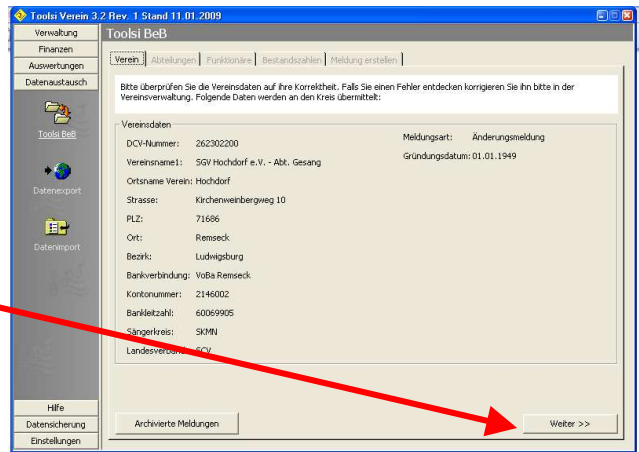 Toolsi Verein 3.2 Rev. 1 Stand 11.01.2009
Verwaltung
Finanzen
Auswertungen
Datenaustausch
Toolsi BeB
Datenexport
Datenimport
Hilfe
Datensicherung
Einstellungen
Toolsi BeB
Verein Abteilungen Funktionäre Bestandszahlen Meldung erstellen
Bitte überprüfen Sie die Vereinsdaten auf ihre Korrektheit. Falls Sie einen Fehler entdecken korrigieren Sie ihn bitte in der
Vereinsverwaltung. Folgende Daten werden an den Kreis übermittelt:
Vereinsdaten
DCV-Nummer: 262302200 Meldungsart: Änderungsmeldung
Vereinsname1: SGV Hochdorf e.V. - Abt. Gesang Gründungsdatum: 01.01.1949
Ortsname Verein: Hochdorf
Strasse: Kirchenweinbergweg 10
PLZ: 71686
Ort: Remseck
Bezirk: Ludwigsburg
Bankverbindung: VoBa Remseck
Kontonummer: 2146002
Bankleitzahl: 60069905
Sängerkreis: SKMN
Landesverband: SCV
Archivierte Meldungen Weiter >>